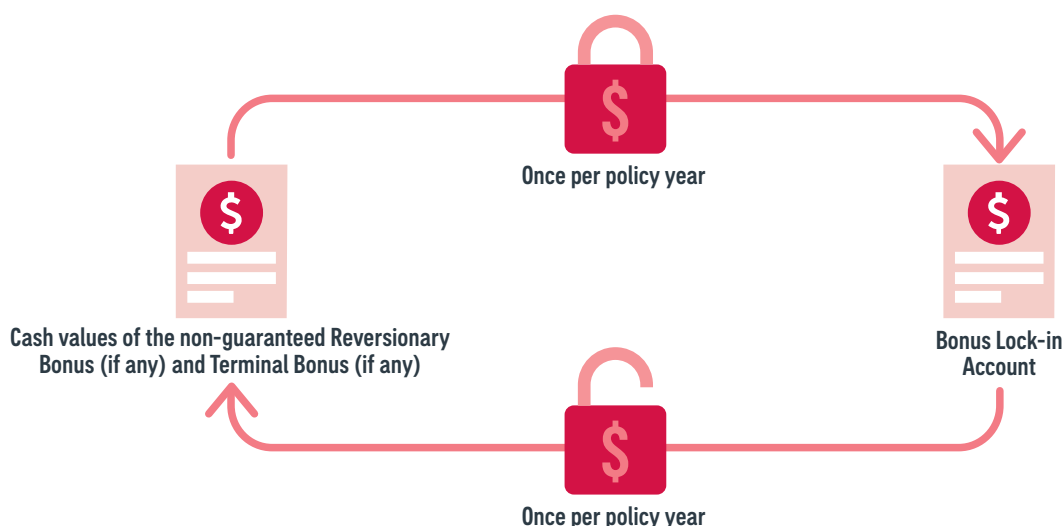 $
Once per policy year
$
$
Cash values of the non-guaranteed Reversionary
Bonus (if any) and Terminal Bonus (if any)
Bonus Lock-in
Account
$
Once per policy year